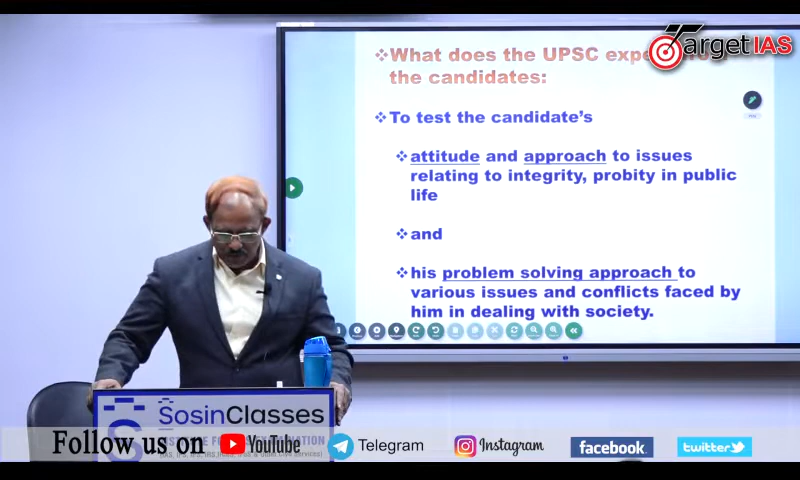 TargetIAS
❖What does the UPSC
the candidates:
❖To test the candidate's
❖attitude and approach to issues
relating to integrity, probity in public
life
❖and
❖his problem solving approach to
various issues and conflicts faced by
him in dealing with society.
SosinClasses
Follow us on
YouTube
Telegram
Instagram
facebook
twitter